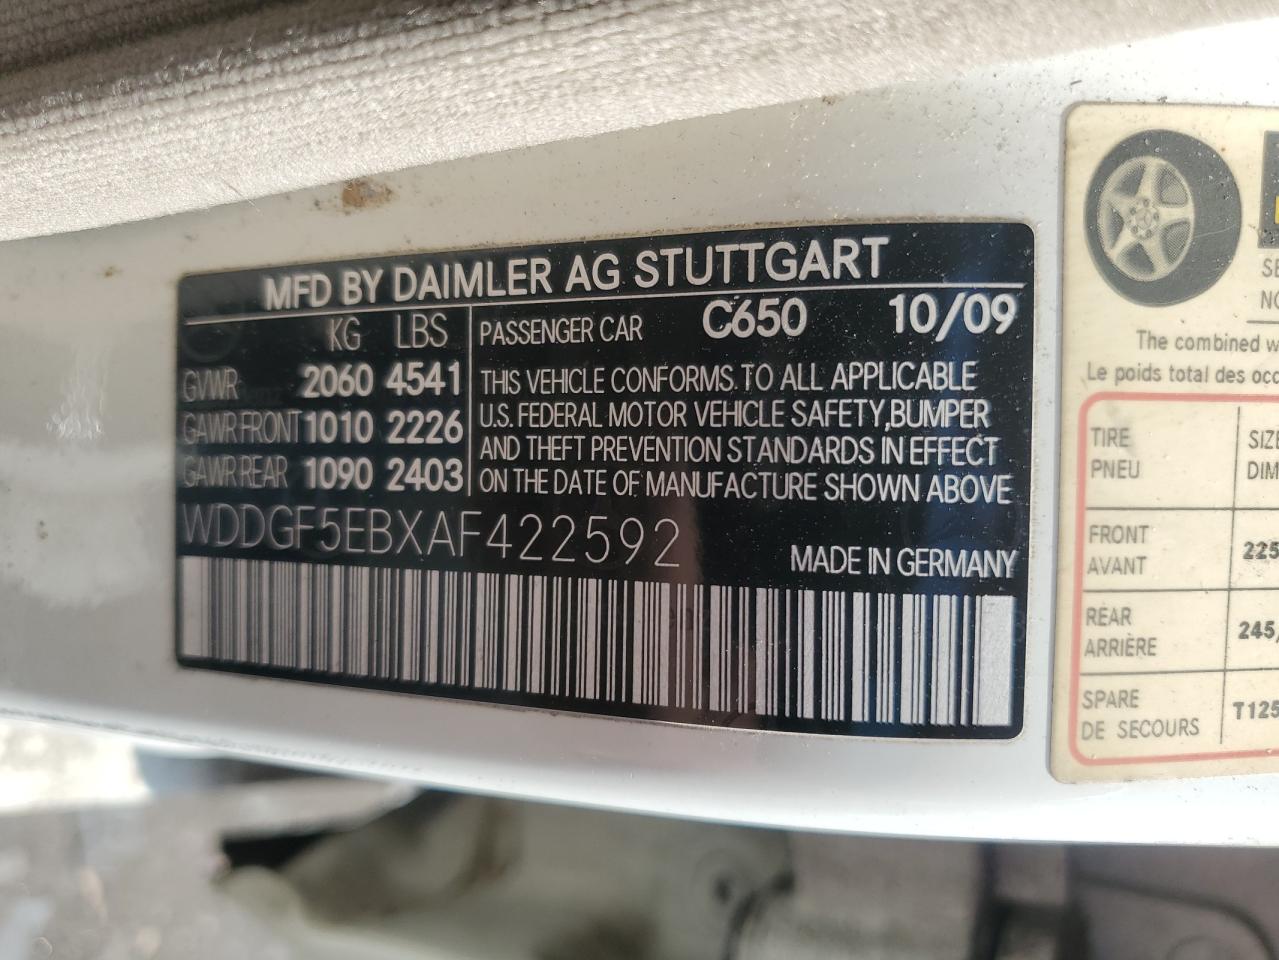 MFD BY DAIMLER AG STUTTGART
KG LBS
GVWR 2060 4541
GAWR FRONT 1010 2226
GAWR REAR 1090 2403
PASSENGER CAR C650 10/09
THIS VEHICLE CONFORMS TO ALL APPLICABLE
U.S. FEDERAL MOTOR VEHICLE SAFETY,BUMPER
AND THEFT PREVENTION STANDARDS IN EFFECT
ON THE DATE OF MANUFACTURE SHOWN ABOVE
WDDGF5EBXAF422592
MADE IN GERMANY
The combined
Le poids total des
TIRE
PNEU
FRONT
AVANT
225
REAR
ARRIÈRE
245
SPARE
DE SECOURS
T125